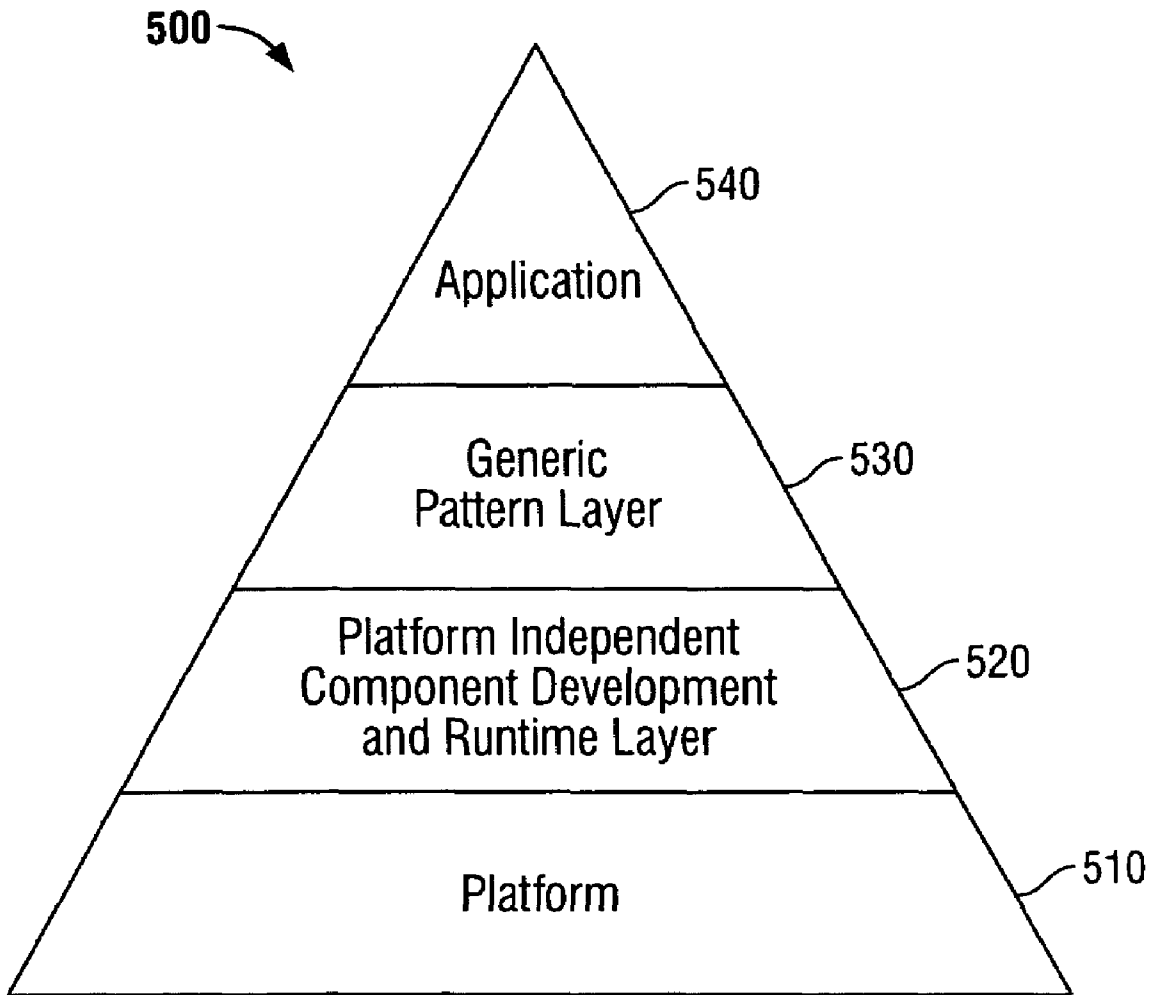 500
540
Application
Generic
Pattern Layer
530
Platform Independent
Component Development
and Runtime Layer
520
Platform
510